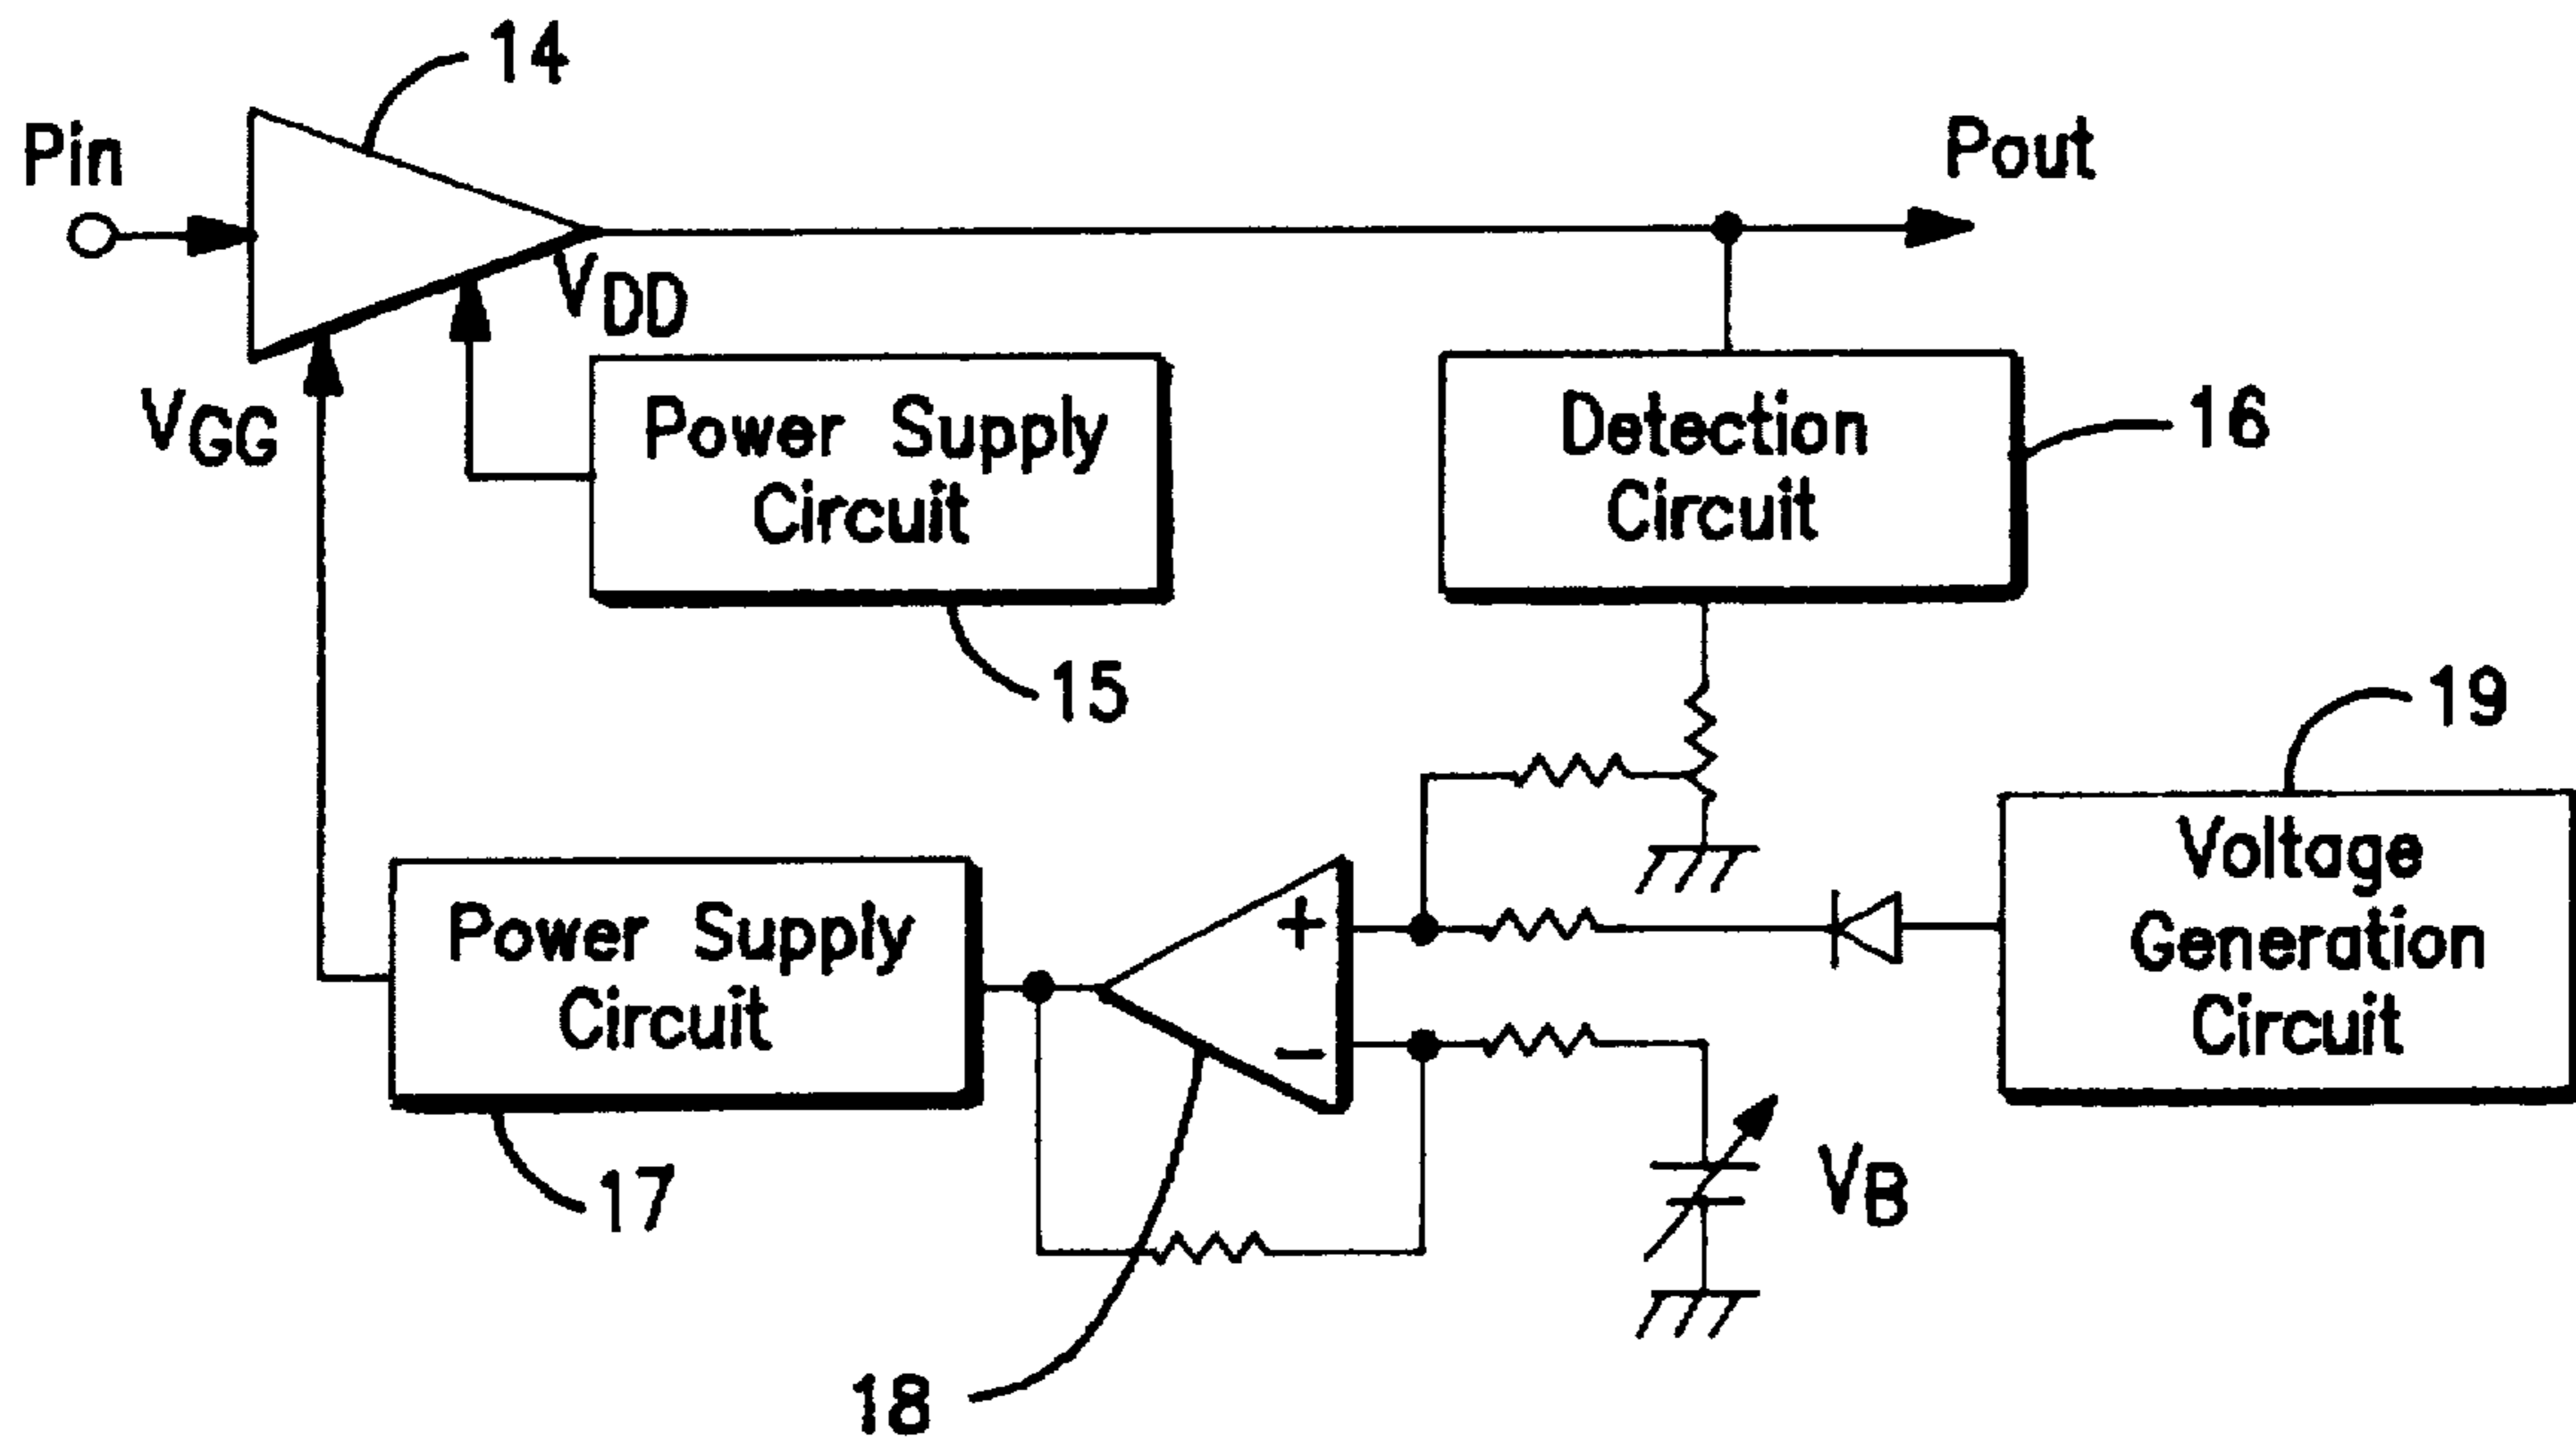 14
Pin
Pout
VDD
VGG
Power Supply
Circuit
15
Detection
Circuit
16
19
Voltage
Generation
Circuit
Power Supply
Circuit
17
+
−
18
VB